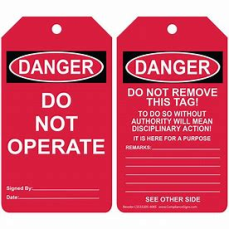 DANGER
DO
NOT
OPERATE
Signed By:
Date:
DANGER
DO NOT REMOVE
THIS TAG!
TO DO SO WITHOUT
AUTHORITY WILL MEAN
DISCIPLINARY ACTION!
IT IS HERE FOR A PURPOSE
REMARKS:
SEE OTHER SIDE